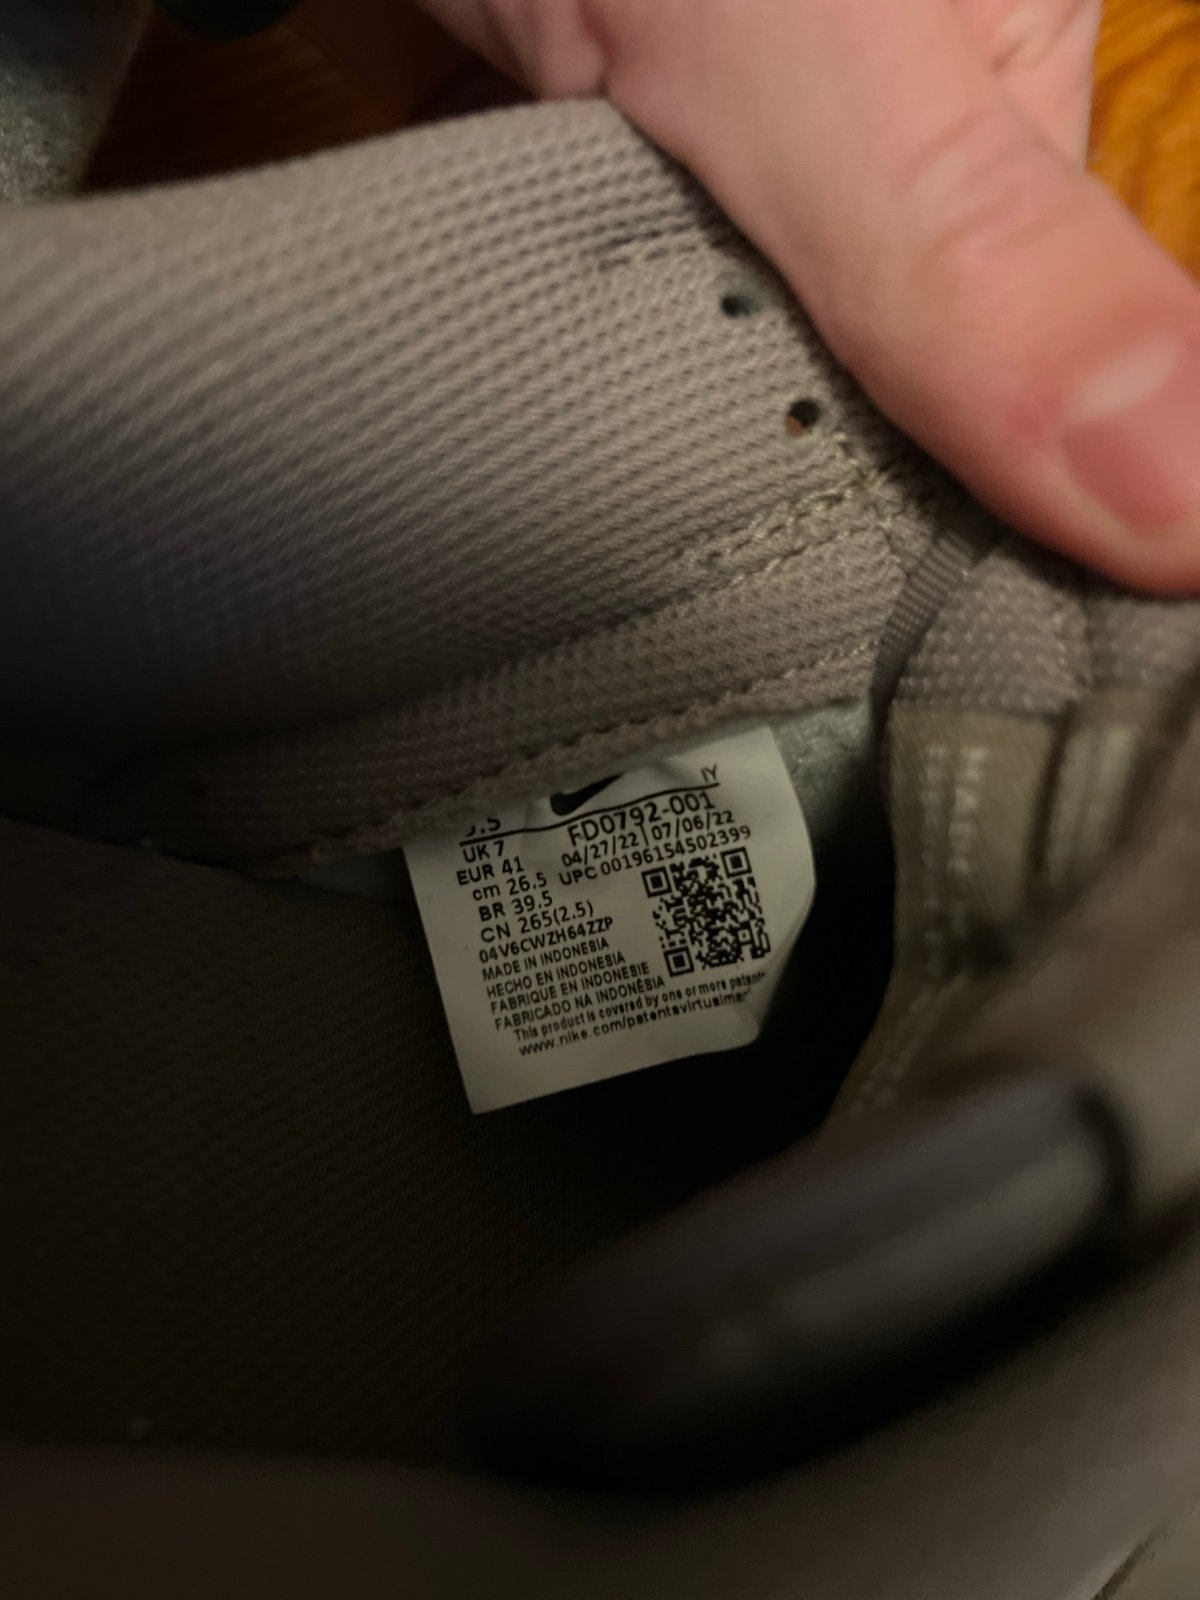 IY
UK 7
FD0792-001
EUR 41
04/27/22 | 07/06/22
cm 26.5
UPC 00196154502399
BR 39.5
CN 265(2.5)
04V6CWZH64ZZP
MADE IN INDONESIA
HECHO EN INDONESIA
FABRIQUE EN INDONESIE
FABRICADO NA INDONÉSIA
This product is covered by one or more
www.nike.com/patents